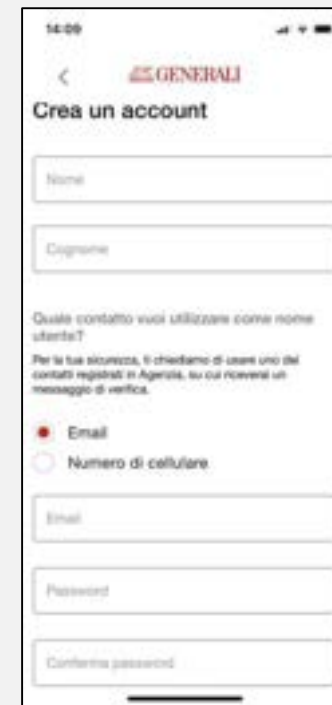 14:09
GENERALI
Crea un account
Nome
Cognome
Quale contatto vuoi utilizzare come nome
utente?
Per la tua sicurezza, ti chiediamo di usare uno dei
contatti registrati in Agenzia, su cui riceverai un
messaggio di verifica.
Email
Numero di cellulare
Email
Password
Conferma password